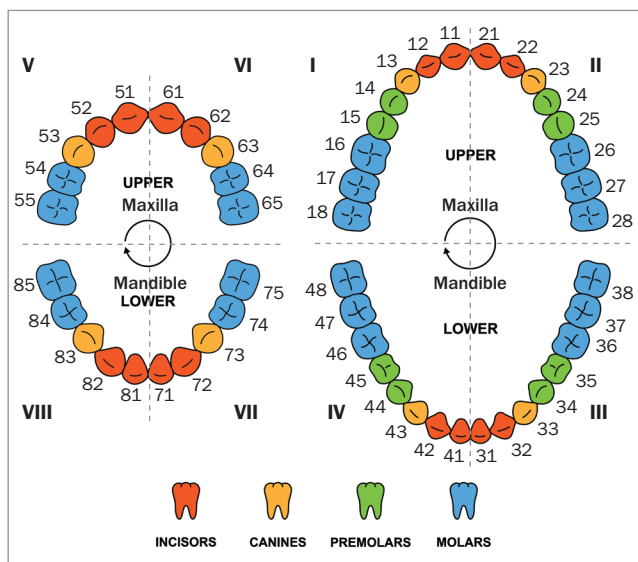 V
VI
51 61
52 62
53 63
54 64
55 65
UPPER
Maxilla
Mandible
LOWER
85 75
84 74
83 73
82 81 71 72
VIII
VII
I
II
11 21
12 22
13 23
14 24
15 25
16 26
17 27
18 28
UPPER
Maxilla
Mandible
LOWER
48 38
47 37
46 36
45 35
44 34
43 33
42 41 31 32
IV
III
INCISORS
CANINES
PREMOLARS
MOLARS